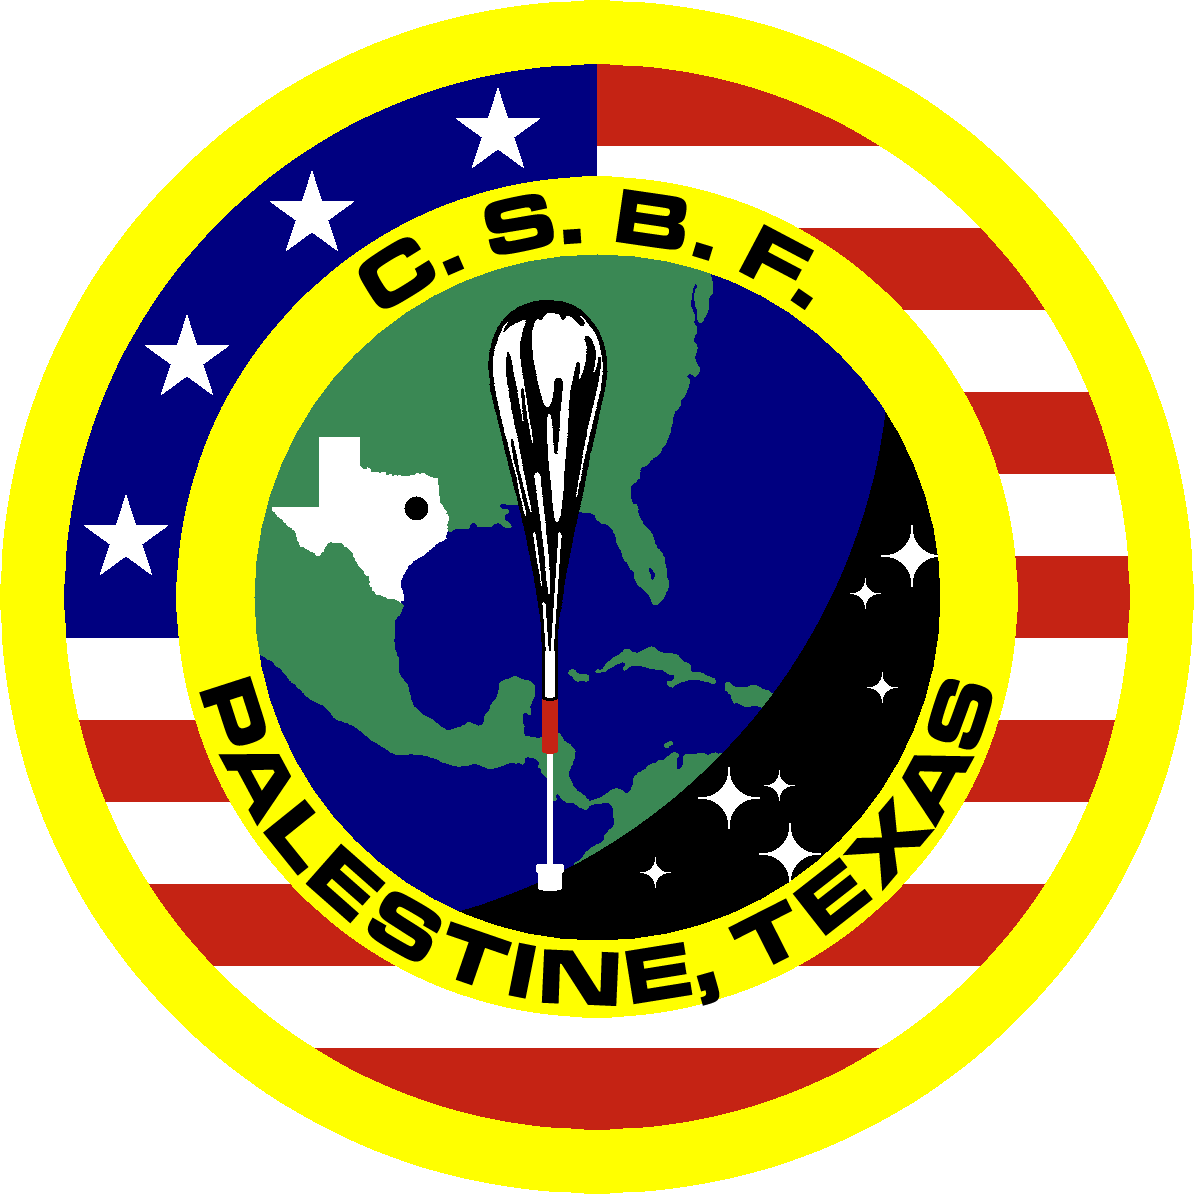 C. S. B. F.
PALESTINE, TEXAS